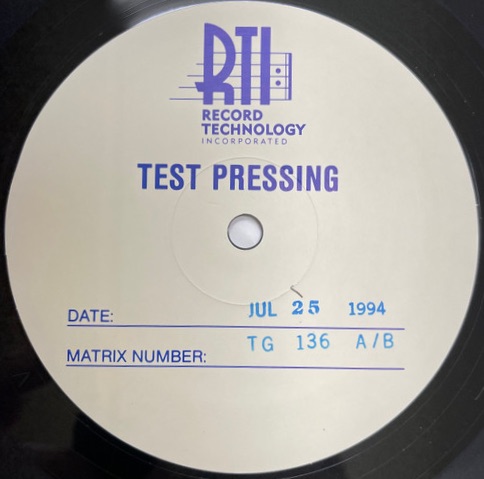 RTI
RECORD
TECHNOLOGY
INCORPORATED
TEST PRESSING
DATE: JUL 25 1994
MATRIX NUMBER: TG 136 A/B